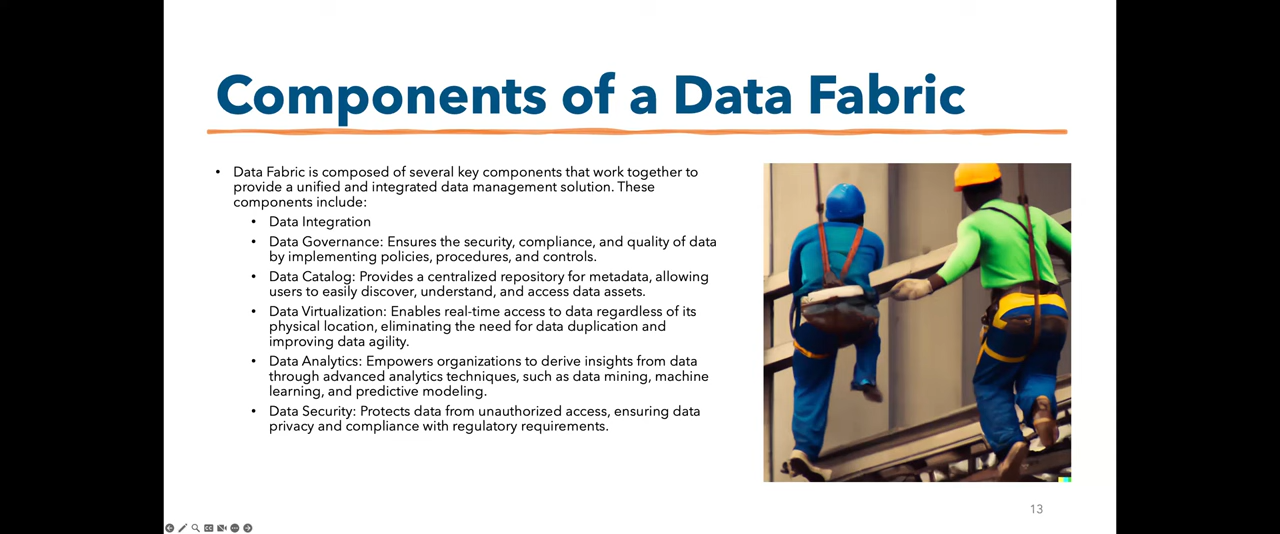 Components of a Data Fabric
• Data Fabric is composed of several key components that work together to
provide a unified and integrated data management solution. These
components include:
• Data Integration
• Data Governance: Ensures the security, compliance, and quality of data
by implementing policies, procedures, and controls.
• Data Catalog: Provides a centralized repository for metadata, allowing
users to easily discover, understand, and access data assets.
• Data Virtualization: Enables real-time access to data regardless of its
physical location, eliminating the need for data duplication and
improving data agility.
• Data Analytics: Empowers organizations to derive insights from data
through advanced analytics techniques, such as data mining, machine
learning, and predictive modeling.
• Data Security: Protects data from unauthorized access, ensuring data
privacy and compliance with regulatory requirements.
13